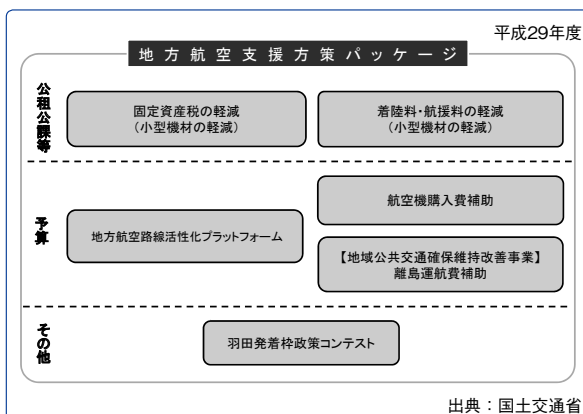 平成29年度
地方航空支援方策パッケージ
公租公課等
固定資産税の軽減
（小型機材の軽減）
着陸料・航援料の軽減
（小型機材の軽減）
予算
地方航空路線活性化プラットフォーム
航空機購入費補助
【地域公共交通確保維持改善事業】
離島運航費補助
その他
羽田発着枠政策コンテスト
出典：国土交通省